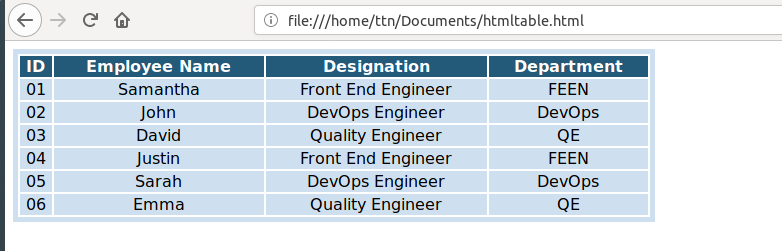 file:///home/ttn/Documents/htmltable.html
ID Employee Name Designation Department
01 Samantha Front End Engineer FEEN
02 John DevOps Engineer DevOps
03 David Quality Engineer QE
04 Justin Front End Engineer FEEN
05 Sarah DevOps Engineer DevOps
06 Emma Quality Engineer QE